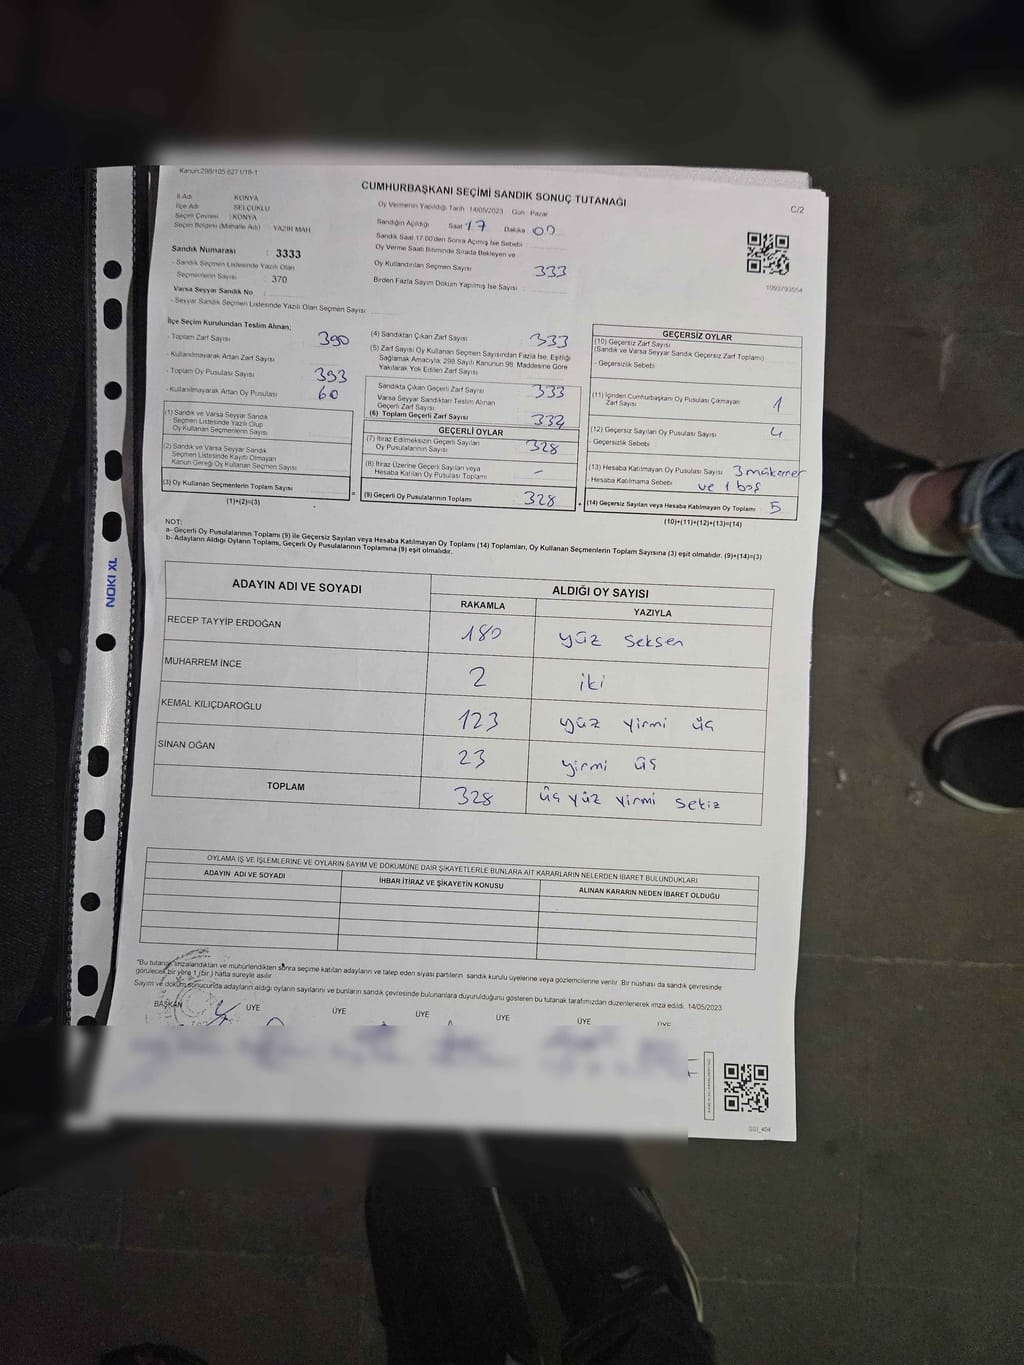 Kanun:298/105 6271/18-1
CUMHURBAŞKANI SEÇİMİ SANDIK SONUÇ TUTANAĞI
C/2
İl Adı : KONYA
İlçe Adı : SELÇUKLU
Seçim Çevresi : KONYA
Seçim Bölgesi (Mahalle Adı) : YAZIR MAH.
Sandık Numarası : 3333
- Sandık Seçmen Listesinde Yazılı Olan
Seçmenlerin Sayısı : 370
Varsa Seyyar Sandık No
- Seyyar Sandık Seçmen Listesinde Yazılı Olan Seçmen Sayısı
Oy Vermenin Yapıldığı Tarih : 14/05/2023 Gün : Pazar
Sandığın Açıldığı Saat 17 Dakika 00
Sandık Saat 17.00'den Sonra Açılmış İse Sebebi
Oy Verme Saati Bitiminde Sırada Bekleyen ve
Oy Kullandırılan Seçmen Sayısı 333
Birden Fazla Sayım Döküm Yapılmış İse Sayısı
1093793554
İlçe Seçim Kurulundan Teslim Alınan;
- Toplam Zarf Sayısı 390
- Kullanılmayarak Artan Zarf Sayısı
- Toplam Oy Pusulası Sayısı 393
- Kullanılmayarak Artan Oy Pusulası 60
(1) Sandık ve Varsa Seyyar Sandık
Seçmen Listesinde Yazılı Olup
Oy Kullanan Seçmenlerin Sayısı
(2) Sandık ve Varsa Seyyar Sandık
Seçmen Listesinde Kayıtlı Olmayan
Kanun Gereği Oy Kullanan Seçmen Sayısı
(3) Oy Kullanan Seçmenlerin Toplam Sayısı
(1)+(2)=(3)
(4) Sandıktan Çıkan Zarf Sayısı 333
(5) Zarf Sayısı Oy Kullanan Seçmen Sayısından Fazla İse, Eşitliği
Sağlamak Amacıyla, 298 Sayılı Kanunun 98. Maddesine Göre
Yakılarak Yok Edilen Zarf Sayısı
Sandıkta Çıkan Geçerli Zarf Sayısı 333
Varsa Seyyar Sandıktan Teslim Alınan
Geçerli Zarf Sayısı
(6) Toplam Geçerli Zarf Sayısı 333
GEÇERLİ OYLAR
(7) İtiraz Edilmeksizin Geçerli Sayılan
Oy Pusulasının Sayısı 328
(8) İtiraz Üzerine Geçerli Sayılan veya
Hesaba Katılan Oy Pusulası Toplamı -
= (9) Geçerli Oy Pusulalarının Toplamı 328 +
GEÇERSİZ OYLAR
(10) Geçersiz Zarf Sayısı
(Sandık ve Varsa Seyyar Sandık Geçersiz Zarf Toplamı)
- Geçersizlik Sebebi
(11) İçinden Cumhurbaşkanı Oy Pusulası Çıkmayan
Zarf Sayısı 1
(12) Geçersiz Sayılan Oy Pusulası Sayısı 4
- Geçersizlik Sebebi
(13) Hesaba Katılmayan Oy Pusulası Sayısı 3 mükerrer
- Hesaba Katılmama Sebebi ve 1 boş
(14) Geçersiz Sayılan veya Hesaba Katılmayan Oy Toplamı 5
(10)+(11)+(12)+(13)=(14)
NOT:
a- Geçerli Oy Pusulalarının Toplamı (9) ile Geçersiz Sayılan veya Hesaba Katılmayan Oy Toplamı (14) Toplamları, Oy Kullanan Seçmenlerin Toplam Sayısına (3) eşit olmalıdır. (9)+(14)=(3)
b- Adayların Aldığı Oyların Toplamı, Geçerli Oy Pusulalarının Toplamına (9) eşit olmalıdır.
ADAYIN ADI VE SOYADI
ALDIĞI OY SAYISI
RAKAMLA YAZIYLA
RECEP TAYYİP ERDOĞAN 180 yüz seksen
MUHARREM İNCE 2 iki
KEMAL KILIÇDAROĞLU 123 yüz yirmi üç
SİNAN OĞAN 23 yirmi üç
TOPLAM 328 üç yüz yirmi sekiz
OYLAMA İŞ VE İŞLEMLERİNE VE OYLARIN SAYIM VE DÖKÜMÜNE DAİR ŞİKAYETLERLE BUNLARA AİT KARARLARIN NELERDEN İBARET BULUNDUKLARI
ADAYIN ADI VE SOYADI İHBAR İTİRAZ VE ŞİKAYETİN KONUSU ALINAN KARARIN NEDEN İBARET OLDUĞU
"Bu tutanağı imzalandıktan ve mühürlendikten sonra seçime katılan adayların ve talep eden siyasi partilerin sandık kurulu üyelerine veya gözlemcilerine verilir. Bir nüshası da sandık çevresinde
görülecek bir yere 1 (bir) hafta süreyle asılır
Sayım ve döküm sonucunda adayların aldığı oyların sayılarını ve bunların sandık çevresinde bulunanlara duyurulduğunu gösteren bu tutanak tarafımızdan düzenlenerek imza edildi. 14/05/2023
BAŞKAN ÜYE ÜYE ÜYE ÜYE ÜYE ÜYE
NOKI XL